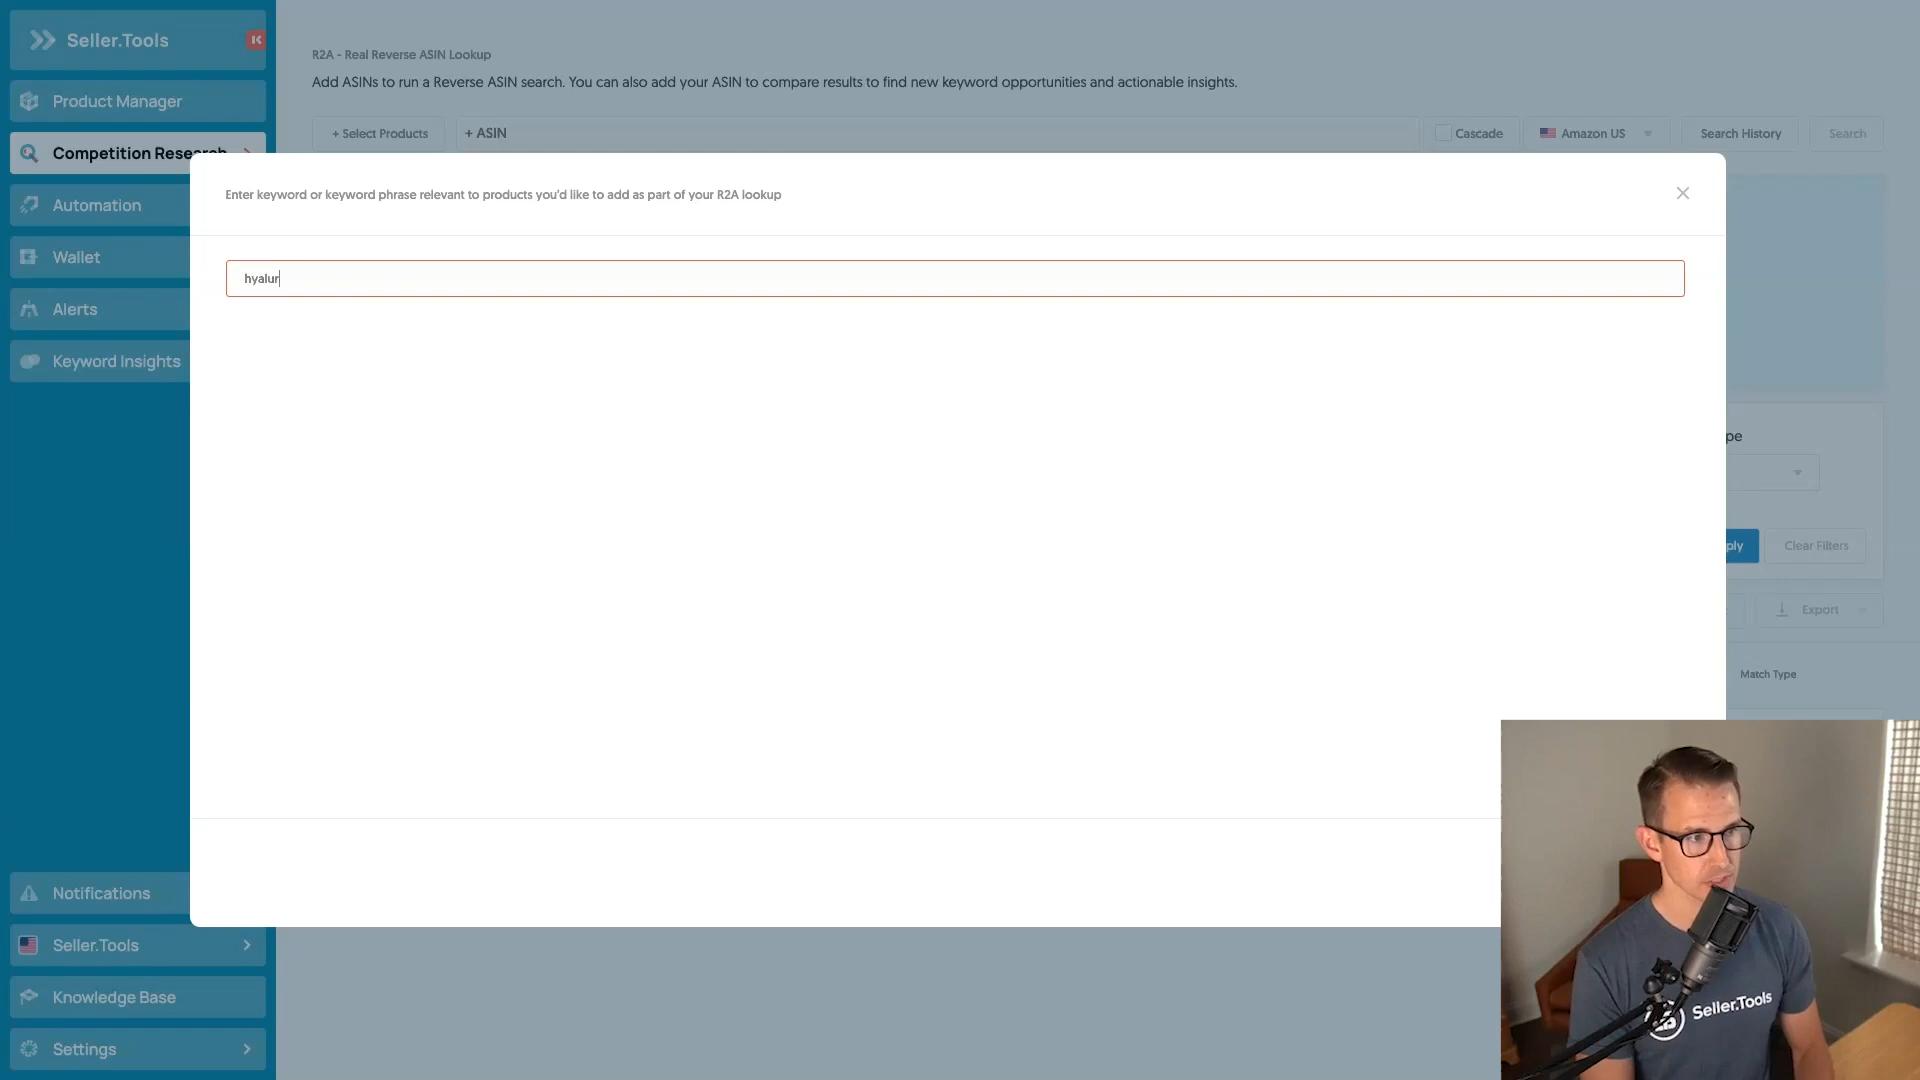 Seller.Tools
Product Manager
Competition Research
Automation
Wallet
Alerts
Keyword Insights
Notifications
Seller.Tools
Knowledge Base
Settings
R2A - Real Reverse ASIN Lookup
Add ASINs to run a Reverse ASIN search. You can also add your ASIN to compare results to find new keyword opportunities and actionable insights.
+ Select Products
+ ASIN
Cascade
Amazon US
Search History
Search
Enter keyword or keyword phrase relevant to products you'd like to add as part of your R2A lookup
hyalur
pe
ply
Clear Filters
Export
Match Type
Seller.Tools